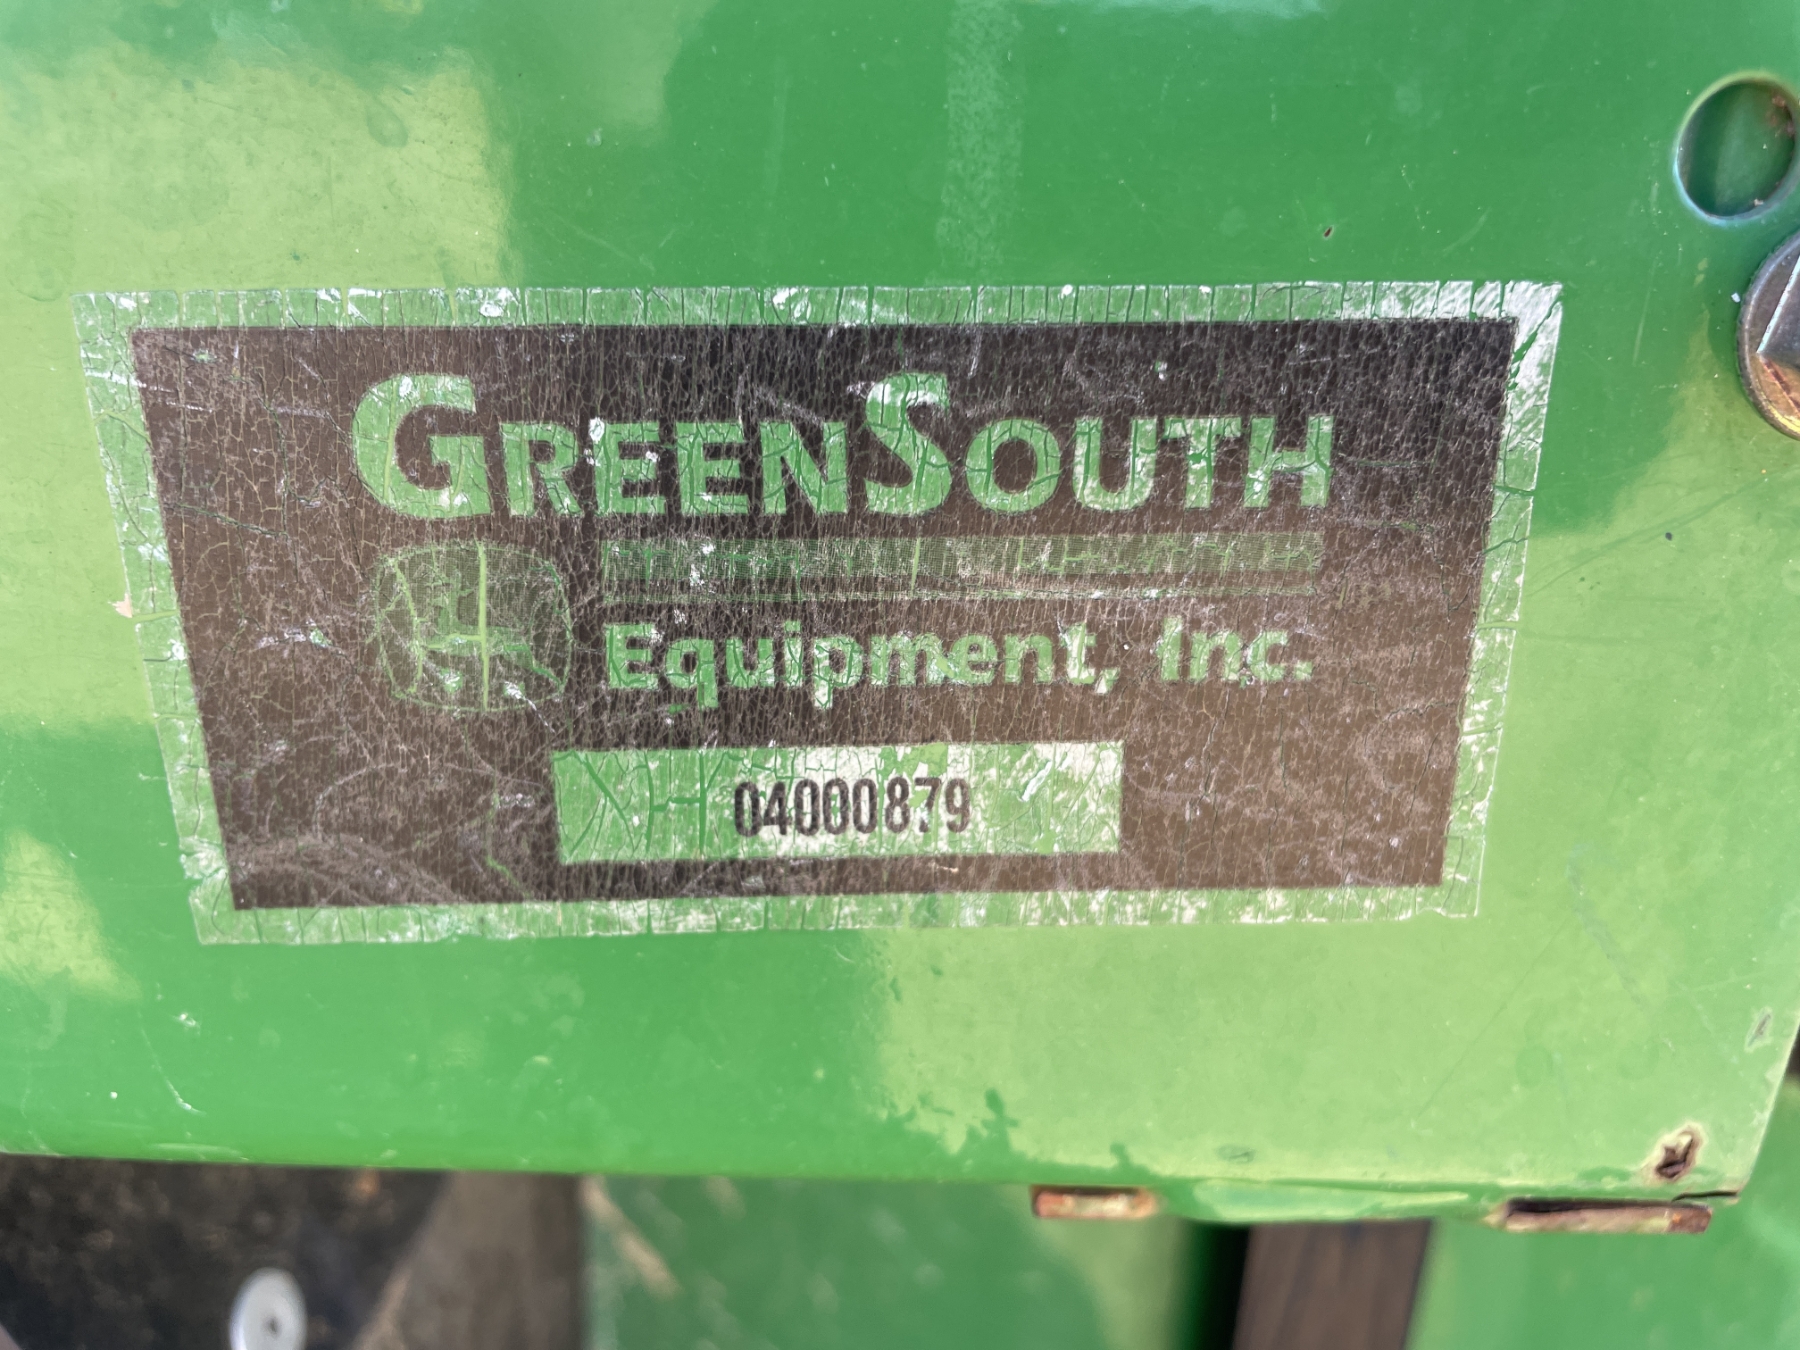 GREENSOUTH
Equipment, Inc.
04000879